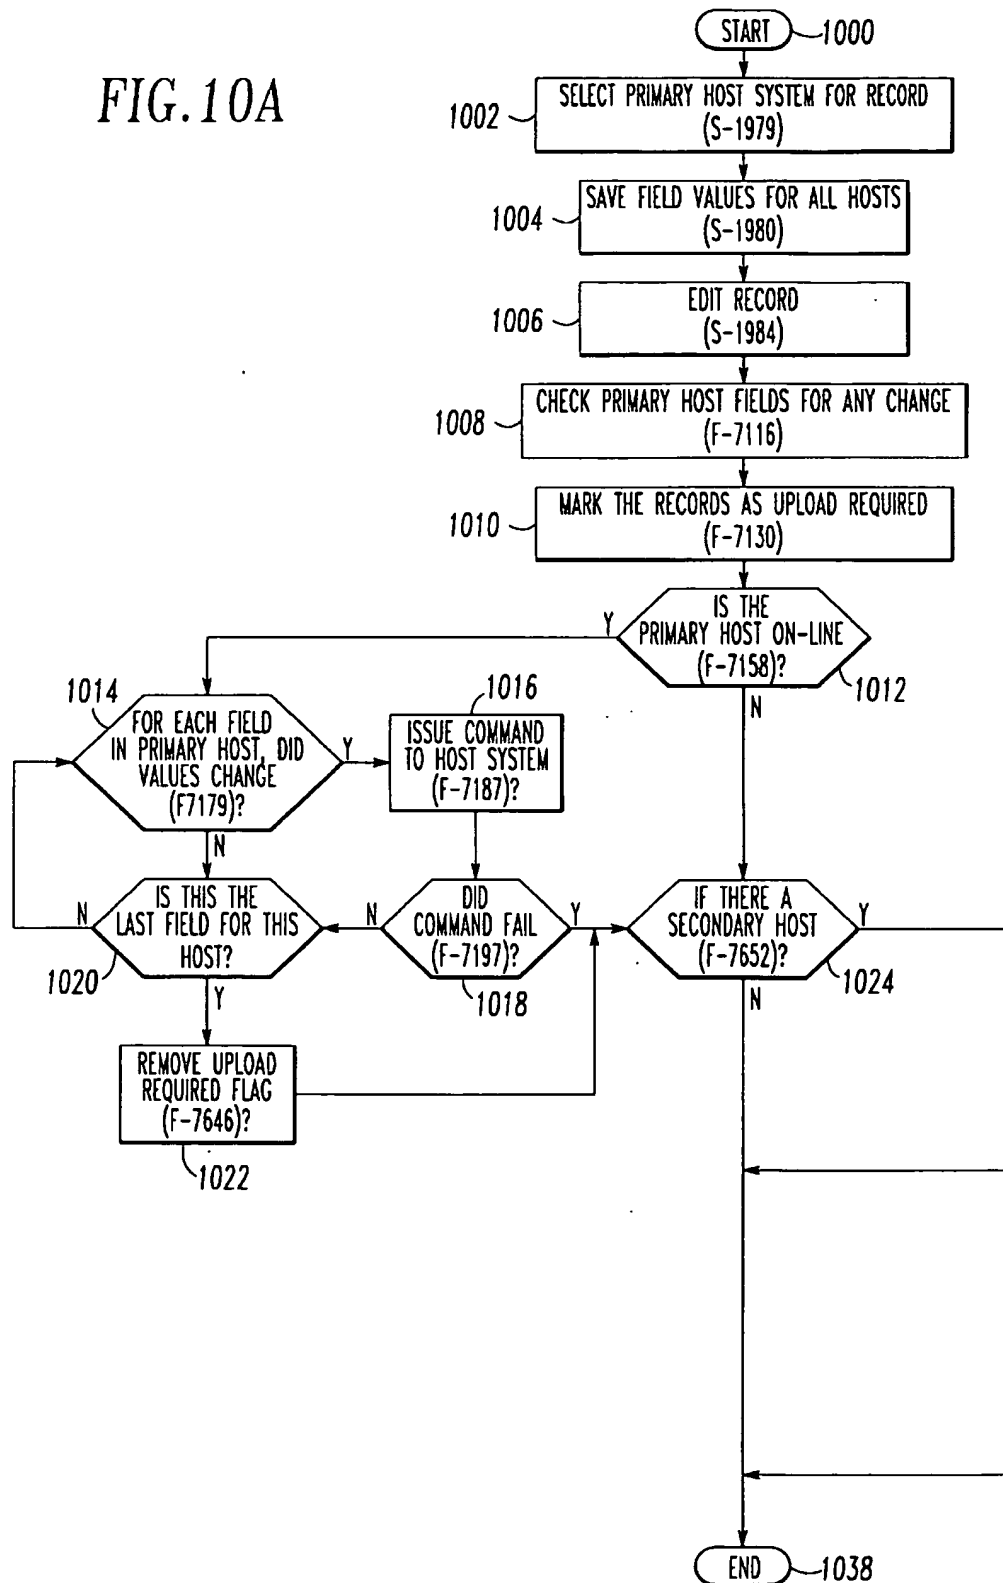 FIG. 10A
START
1000
1002
SELECT PRIMARY HOST SYSTEM FOR RECORD
(S-1979)
1004
SAVE FIELD VALUES FOR ALL HOSTS
(S-1980)
1006
EDIT RECORD
(S-1984)
1008
CHECK PRIMARY HOST FIELDS FOR ANY CHANGE
(F-7116)
1010
MARK THE RECORDS AS UPLOAD REQUIRED
(F-7130)
Y
IS THE
PRIMARY HOST ON-LINE
(F-7158)?
1012
N
1014
FOR EACH FIELD
IN PRIMARY HOST, DID
VALUES CHANGE
(F7179)?
Y
N
1016
ISSUE COMMAND
TO HOST SYSTEM
(F-7187)?
N
IS THIS THE
LAST FIELD FOR THIS
HOST?
1020
Y
N
DID
COMMAND FAIL
(F-7197)?
Y
1018
IF THERE A
SECONDARY HOST
(F-7652)?
Y
1024
N
REMOVE UPLOAD
REQUIRED FLAG
(F-7646)?
1022
END
1038